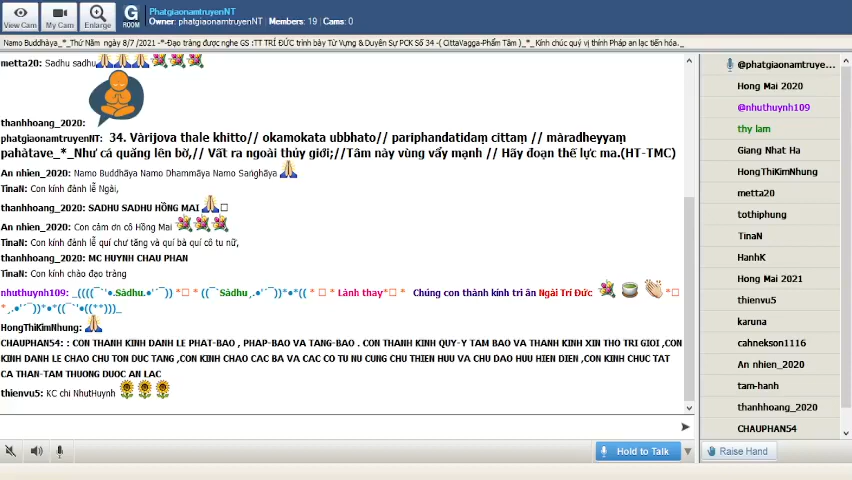 View Cam
My Cam
Enlarge
G
ROOM
PhatgiaonamtruyenNT
Owner: phatgiaonamtruyenNT | Members: 19 | Cams: 0
Namo Buddhàya_*_Thứ Năm ngày 8/7 /2021 -*-Đạo tràng được nghe GS :TT TRÍ ĐỨC trình bày Từ Vựng & Duyên Sự PCK Số 34 -( CittaVagga-Phẩm Tâm )_*_Kính chúc quý vị thính Pháp an lạc tiến hóa._
metta20: Sadhu sadhu
thanhhoang_2020:
phatgiaonamtruyenNT: 34. Vàrijova thale khitto// okamokata ubbhato// pariphandatidaṃ cittaṃ // màradheyyaṃ
pahàtave_*_Như cá quăng lên bờ,// Vất ra ngoài thủy giới;//Tâm này vùng vẫy mạnh // Hãy đoạn thế lực ma.(HT-TMC)
An nhien_2020: Namo Buddhāya Namo Dhammāya Namo Saṅghāya
TinaN: Con kính đảnh lễ Ngài,
thanhhoang_2020: SADHU SADHU HỒNG MAI
An nhien_2020: Con cảm ơn cô Hồng Mai
TinaN: Con kính đảnh lễ quí chư tăng và quí bà quí cô tu nữ,
thanhhoang_2020: MC HUYNH CHAU PHAN
TinaN: Con kính chào đạo tràng
nhuthuynh109: _((((¯`'•.Sàdhu.•'´¯)) *□ * ((¯`Sàdhu,.•'´¯))*•*(( * □ * Lành thay*□ * Chúng con thành kính tri ân Ngài Trí Đức *□
*,.•'´¯))*•*((¯`'•((**)))_
HongThiKimNhung:
CHAUPHAN54: : CON THANH KINH DANH LE PHAT-BAO , PHAP-BAO VA TANG-BAO . CON THANH KINH QUY-Y TAM BAO VA THANH KINH XIN THO TRI GIOI ,CON
KINH DANH LE CHAO CHU TON DUC TANG ,CON KINH CHAO CAC BA VA CAC CO TU NU CUNG CHU THIEN HUU VA CHU DAO HUU HIEN DIEN ,CON KINH CHUC TAT
CA THAN-TAM THUONG DUOC AN LAC
thienvu5: KC chi NhutHuynh
Hold to Talk
@phatgiaonamtruye...
Hong Mai 2020
@nhuthuynh109
thy lam
Giang Nhat Ha
HongThiKimNhung
metta20
tothiphung
TinaN
HanhK
Hong Mai 2021
thienvu5
karuna
cahnekson1116
An nhien_2020
tam-hanh
thanhhoang_2020
CHAUPHAN54
Raise Hand